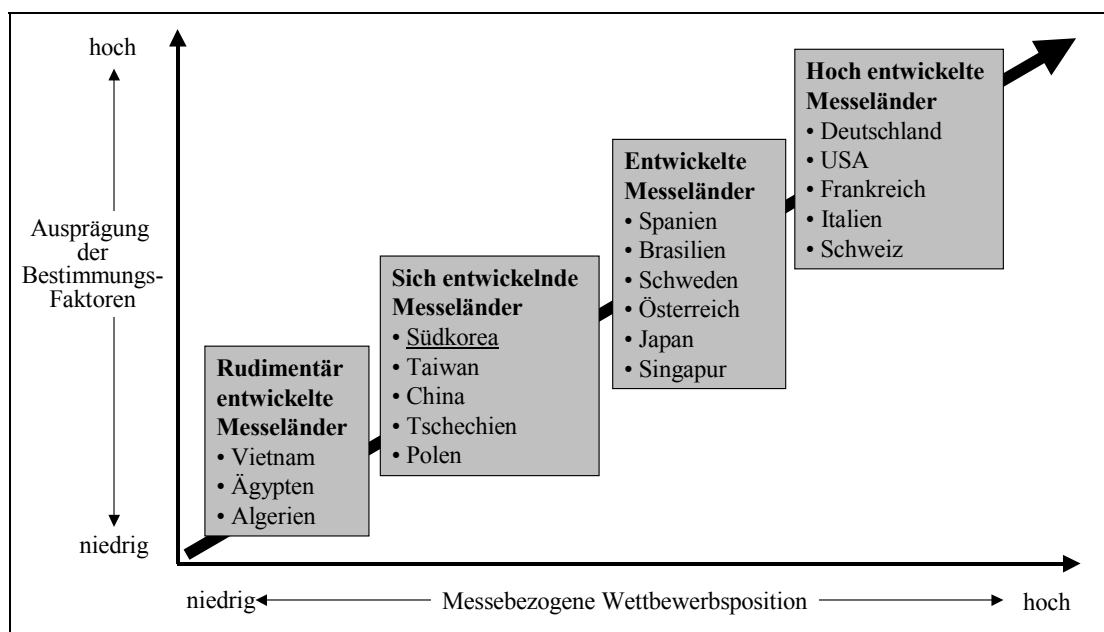 hoch
Ausprägung
der
Bestimmungs-
Faktoren
niedrig
Rudimentär
entwickelte
Messeländer
• Vietnam
• Ägypten
• Algerien
Sich entwickelnde
Messeländer
• Südkorea
• Taiwan
• China
• Tschechien
• Polen
Entwickelte
Messeländer
• Spanien
• Brasilien
• Schweden
• Österreich
• Japan
• Singapur
Hoch entwickelte
Messeländer
• Deutschland
• USA
• Frankreich
• Italien
• Schweiz
niedrig
Messebezogene Wettbewerbsposition
hoch